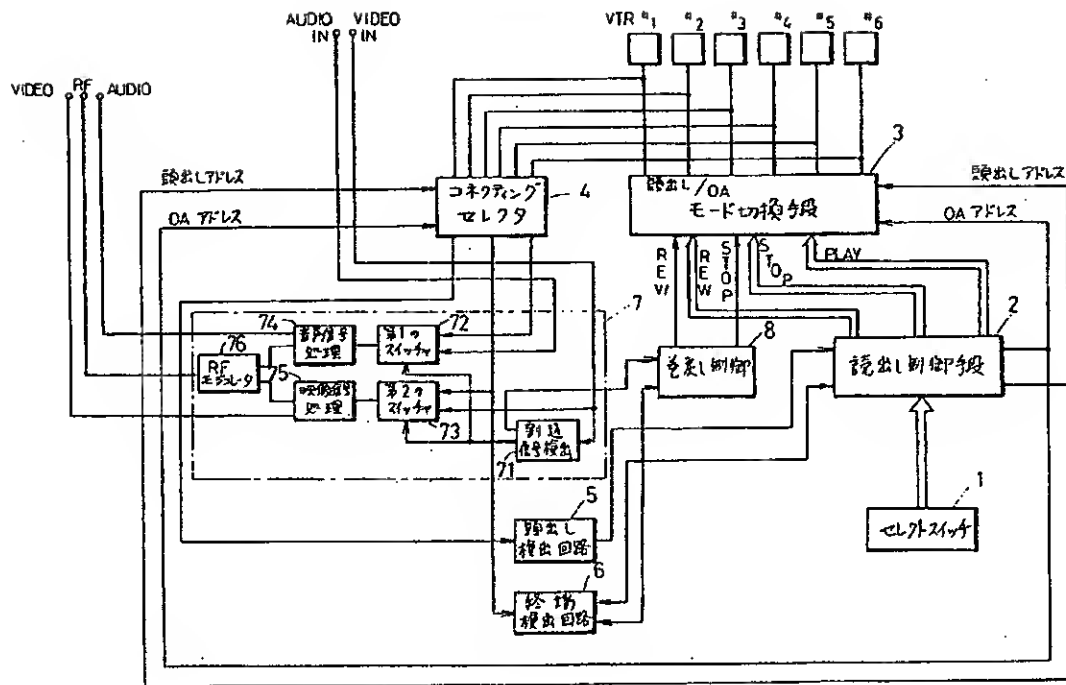 AUDIO IN
VIDEO IN
VTR #1
#2
#3
#4
#5
#6
VIDEO
RF
AUDIO
頭出しアドレス
OA アドレス
コネクティング
セレクタ
4
3
頭出し/OA
モード切換手段
頭出しアドレス
OA アドレス
REW
REW
STOP
STOP
PLAY
7
74
音声信号
処理
72
第1の
スイッチャ
76
RF
モジュレータ
75
映像信号
処理
第2の
スイッチャ
73
割込
信号検出
71
8
巻戻し制御
2
読出し制御手段
1
セレクトスイッチ
5
頭出し
検出回路
6
終端
検出回路